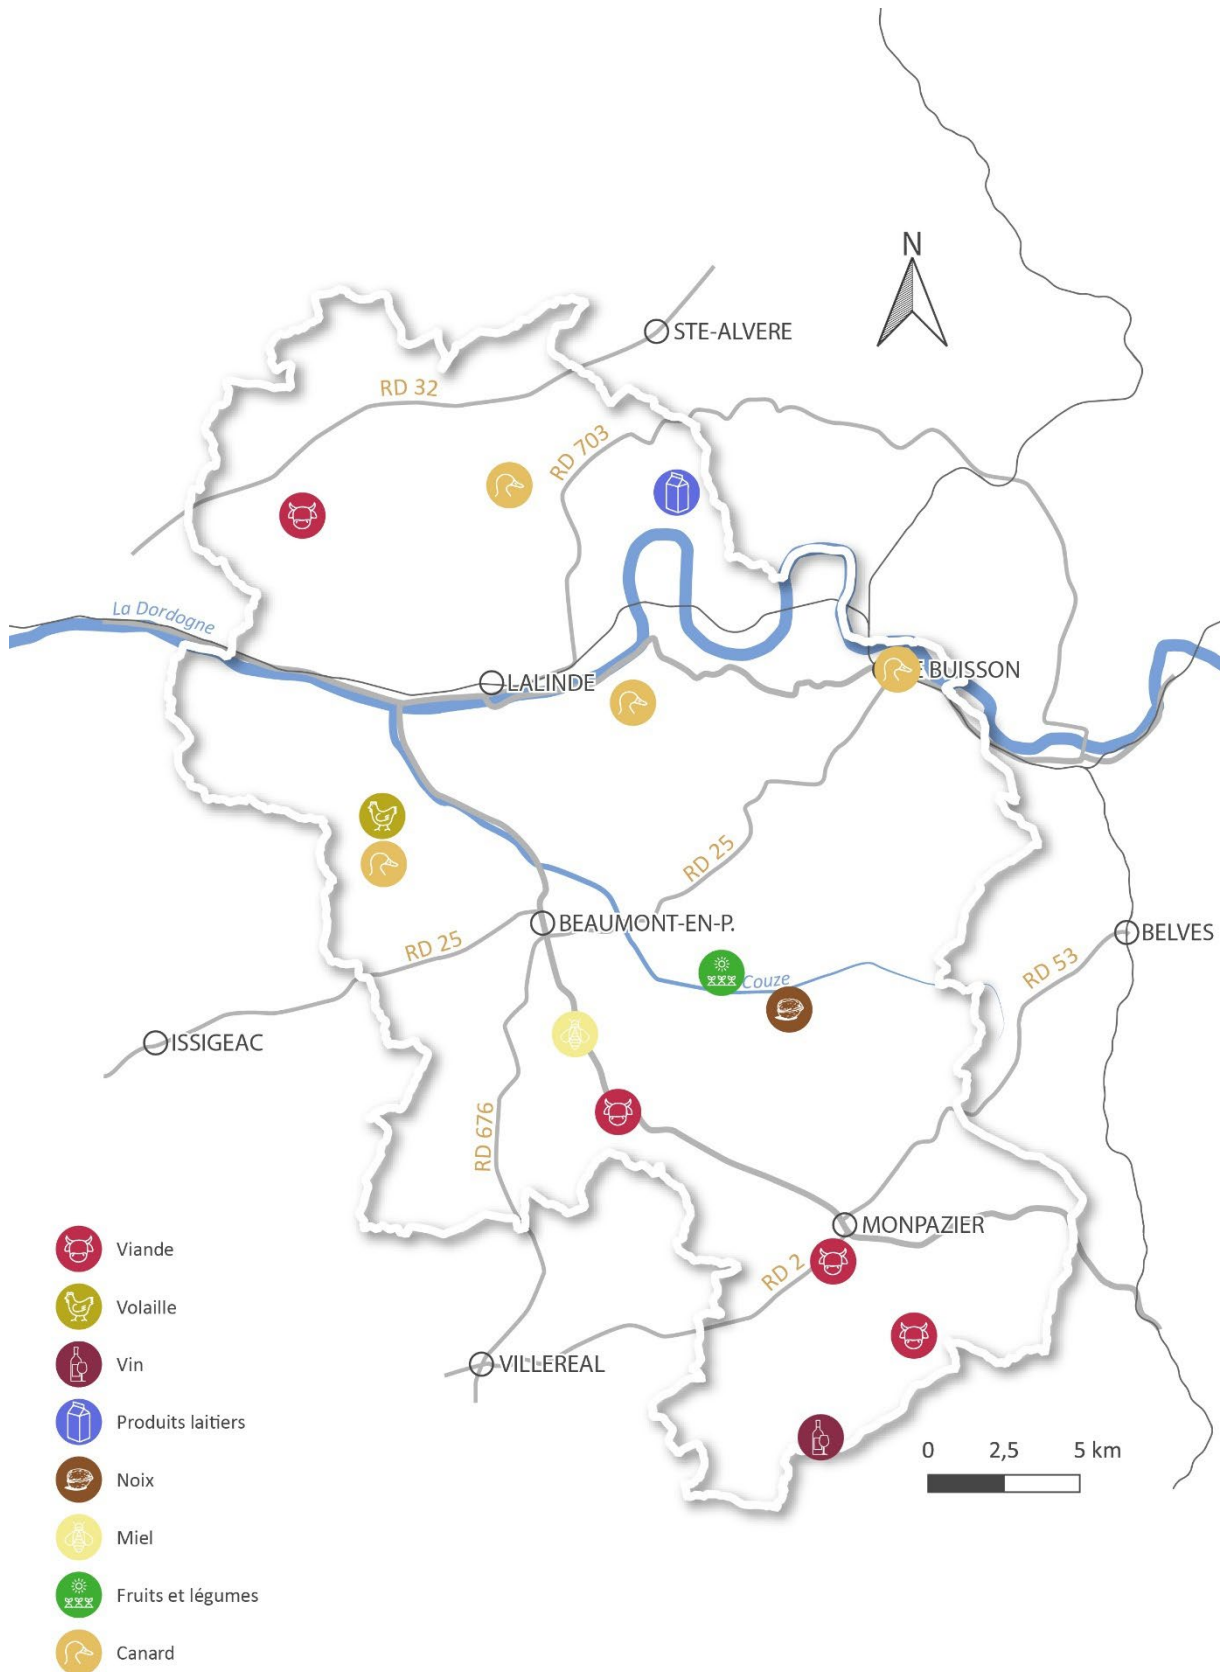 N
STE-ALVERE
RD 32
RD 703
La Dordogne
LALINDE
E BUISSON
RD 25
BEAUMONT-EN-P.
RD 25
BELVES
RD 53
Couze
ISSIGEAC
RD 676
MONPAZIER
RD 2
VILLEREAL
0 2,5 5 km
Viande
Volaille
Vin
Produits laitiers
Noix
Miel
Fruits et légumes
Canard